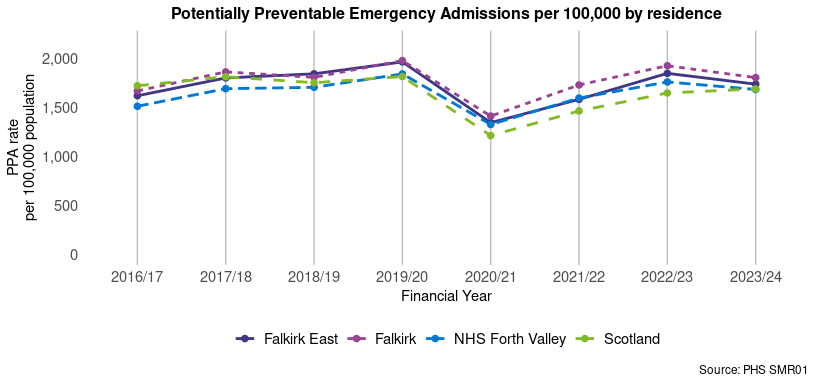 Potentially Preventable Emergency Admissions per 100,000 by residence
PPA rate
per 100,000 population
2,000
1,500
1,000
500
0
2016/17 2017/18 2018/19 2019/20 2020/21 2021/22 2022/23 2023/24
Financial Year
Falkirk East Falkirk NHS Forth Valley Scotland
Source: PHS SMR01